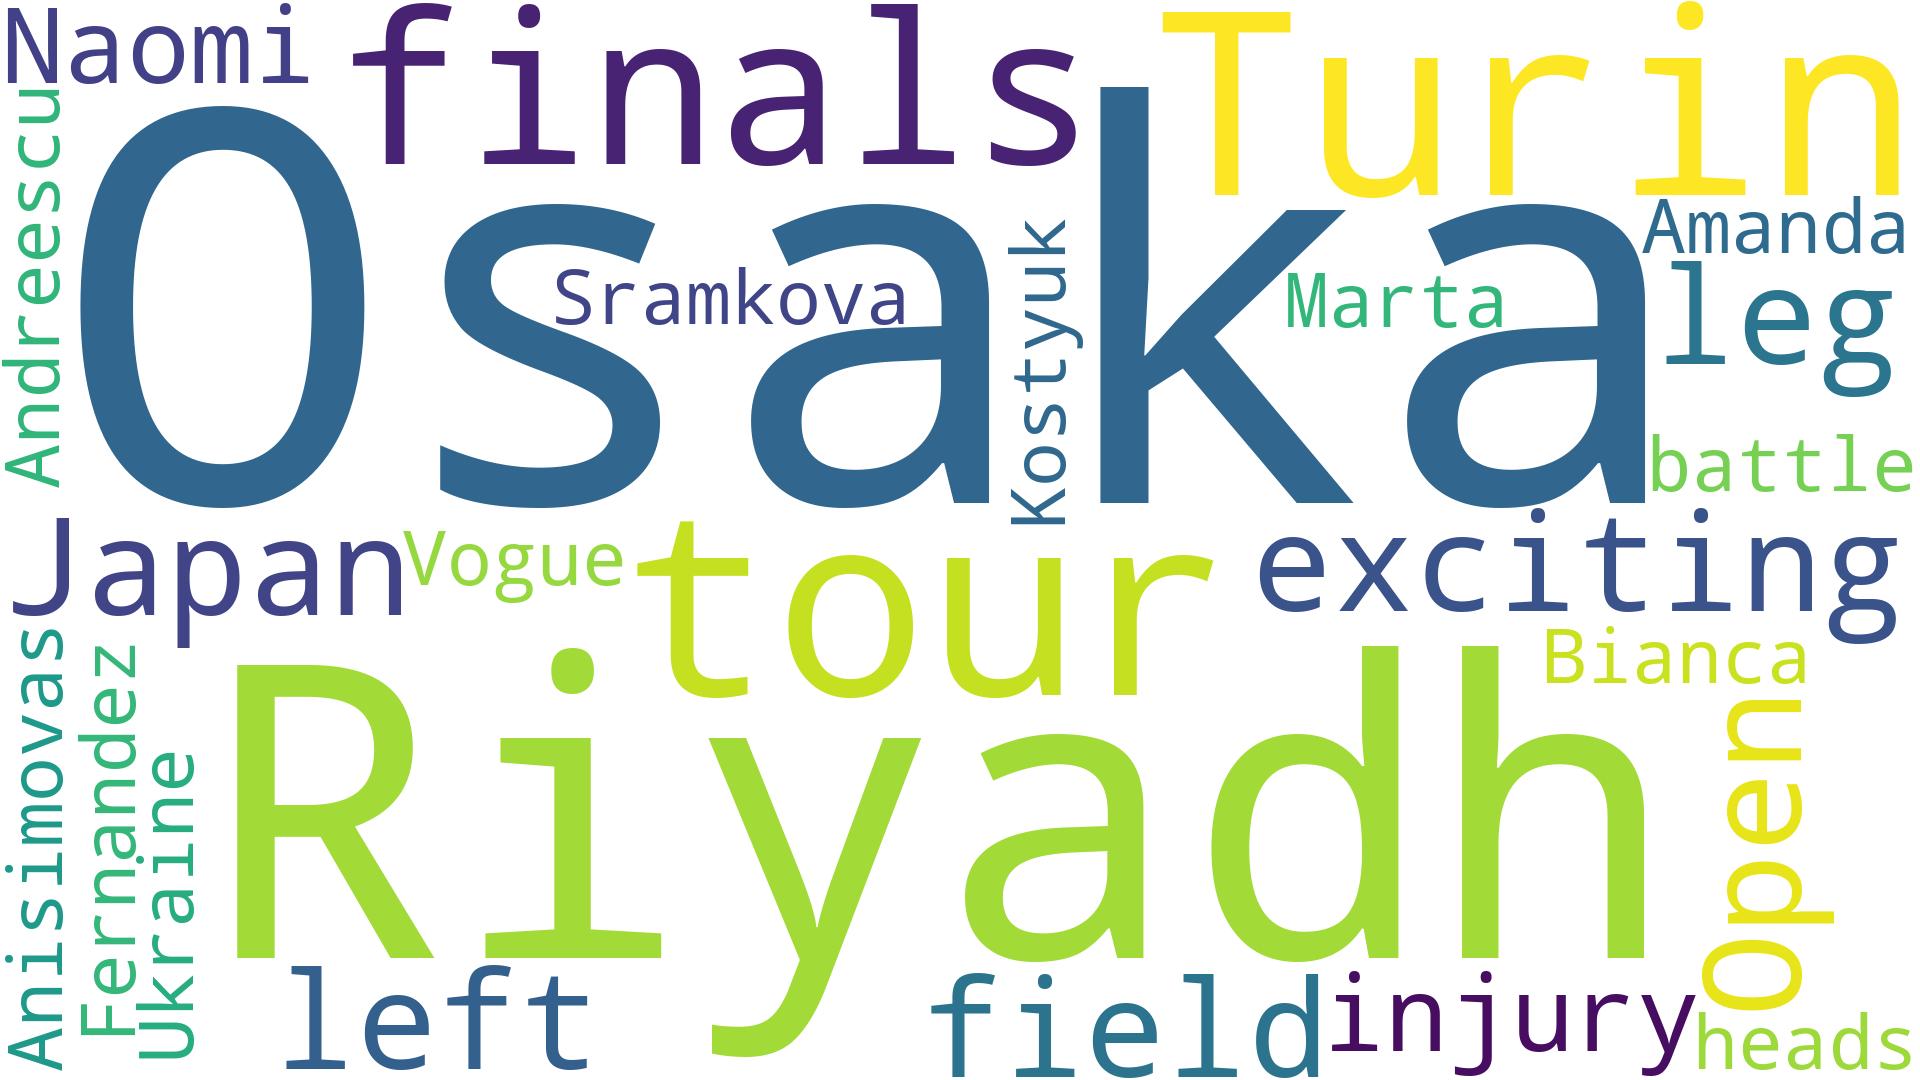 Naomi
finals
Turin
Andreescu
Osaka
Amanda
Sramkova
Kostyuk
Marta
leg
battle
Japan
Vogue
tour
exciting
Bianca
Anisimovas
Fernandez
Ukraine
Riyadh
Open
left
field
injury
heads